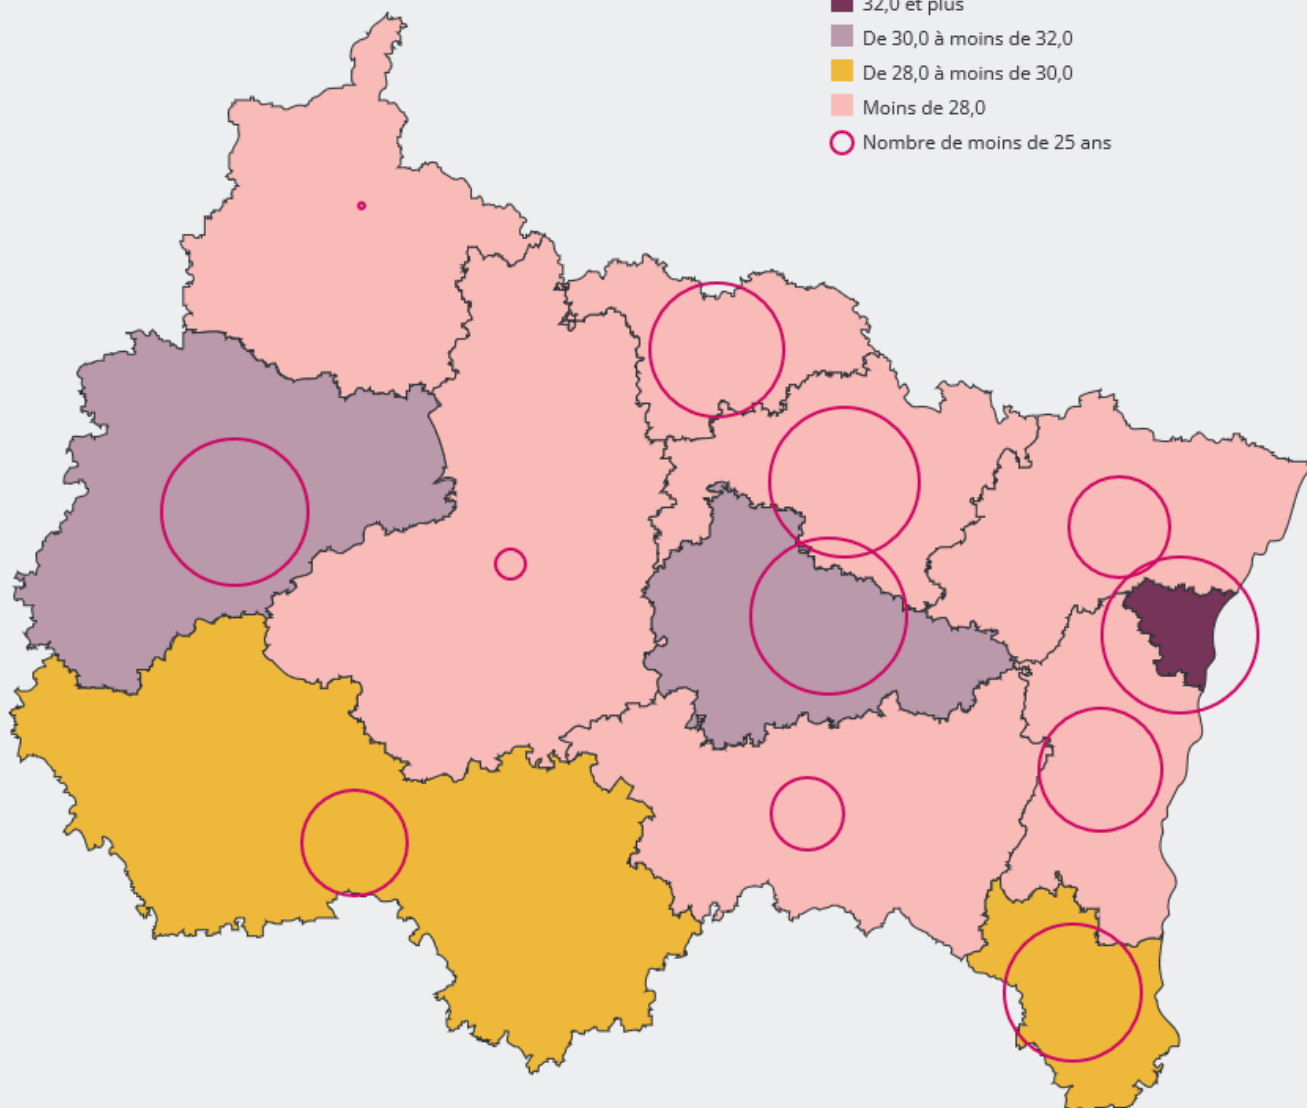 32,0 et plus
De 30,0 à moins de 32,0
De 28,0 à moins de 30,0
Moins de 28,0
Nombre de moins de 25 ans